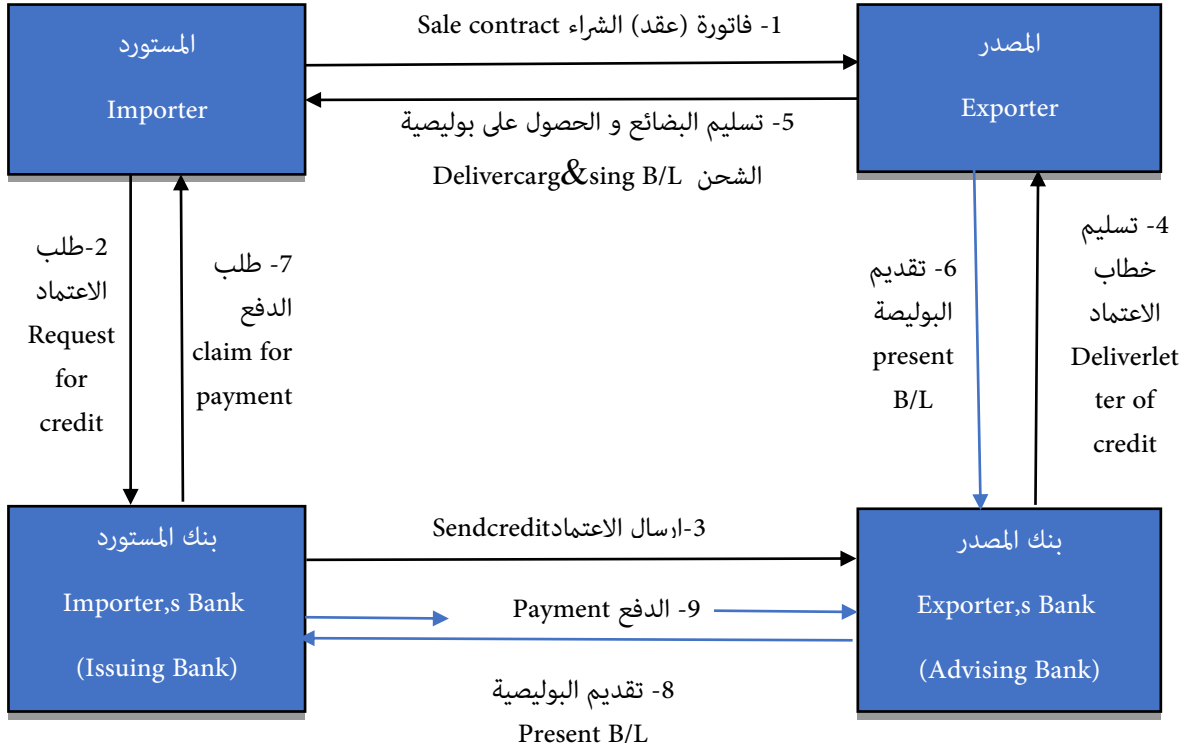 المستورد
Importer
1- فاتورة (عقد) الشراء Sale contract
المصدر
Exporter
5- تسليم البضائع و الحصول على بوليصية
الشحن Delivercarg&sing B/L
2-طلب
الاعتماد
Request
for
credit
7- طلب
الدفع
claim for
payment
6- تقديم
البوليصة
present
B/L
4- تسليم
خطاب
الاعتماد
Deliverlet
ter of
credit
بنك المستورد
Importer,s Bank
(Issuing Bank)
3-ارسال الاعتمادSendcredit
9- الدفع Payment
8- تقديم البوليصية
Present B/L
بنك المصدر
Exporter,s Bank
(Advising Bank)